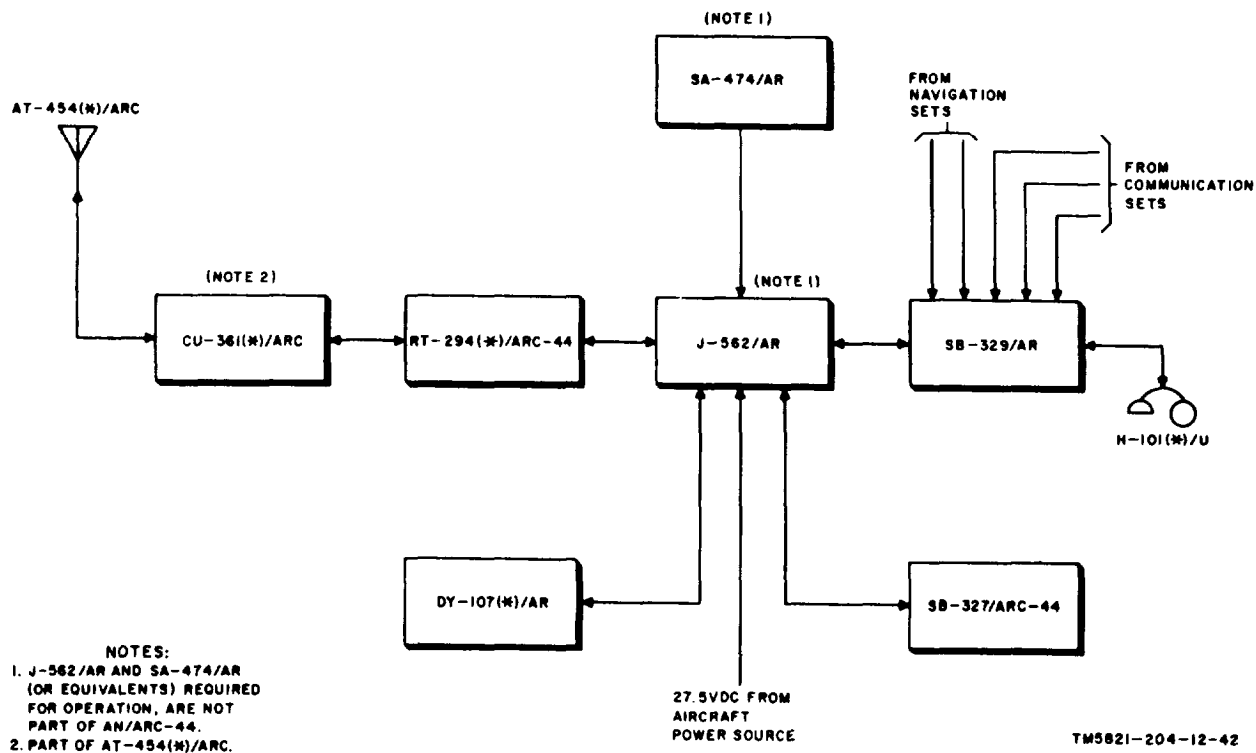 (NOTE 1)
SA-474/AR
FROM
NAVIGATION
SETS
AT-454(*)/ARC
FROM
COMMUNICATION
SETS
(NOTE 2)
(NOTE 1)
CU-361(*)/ARC
RT-294(*)/ARC-44
J-562/AR
SB-329/AR
H-101(*)/U
DY-107(*)/AR
SB-327/ARC-44
NOTES:
1. J-562/AR AND SA-474/AR
(OR EQUIVALENTS) REQUIRED
FOR OPERATION, ARE NOT
PART OF AN/ARC-44.
2. PART OF AT-454(*)/ARC.
27.5VDC FROM
AIRCRAFT
POWER SOURCE
TM5821-204-12-42